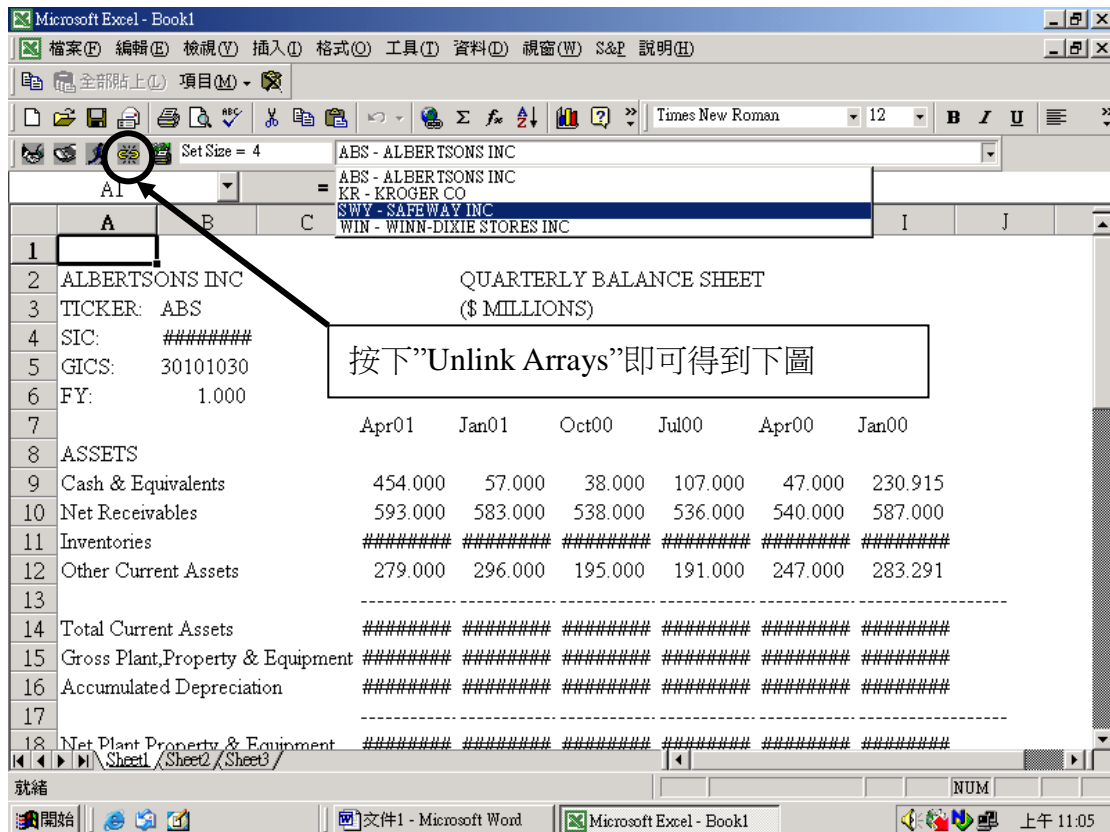 Microsoft Excel - Book1
檔案(F) 編輯(E) 檢視(V) 插入(I) 格式(O) 工具(T) 資料(D) 視窗(W) S&P 說明(H)
全部貼上(L) 項目(M)
Times New Roman 12 B I U
Set Size = 4 ABS - ALBERTSONS INC
ABS - ALBERTSONS INC
KR - KROGER CO
SWY - SAFEWAY INC
WIN - WINN-DIXIE STORES INC
A1 =
A B C I J
1
2 ALBERTSONS INC QUARTERLY BALANCE SHEET
3 TICKER: ABS ($ MILLIONS)
4 SIC: ########
5 GICS: 30101030
6 FY: 1.000
按下”Unlink Arrays”即可得到下圖
7 Apr01 Jan01 Oct00 Jul00 Apr00 Jan00
8 ASSETS
9 Cash & Equivalents 454.000 57.000 38.000 107.000 47.000 230.915
10 Net Receivables 593.000 583.000 538.000 536.000 540.000 587.000
11 Inventories ######## ######## ######## ######## ######## ########
12 Other Current Assets 279.000 296.000 195.000 191.000 247.000 283.291
13
14 Total Current Assets ######## ######## ######## ######## ######## ########
15 Gross Plant,Property & Equipment ######## ######## ######## ######## ######## ########
16 Accumulated Depreciation ######## ######## ######## ######## ######## ########
17
18 Net Plant Property & Equipment ######## ######## ######## ######## ######## ########
Sheet1 Sheet2 Sheet3
就緒 NUM
開始 文件1 - Microsoft Word Microsoft Excel - Book1 上午 11:05